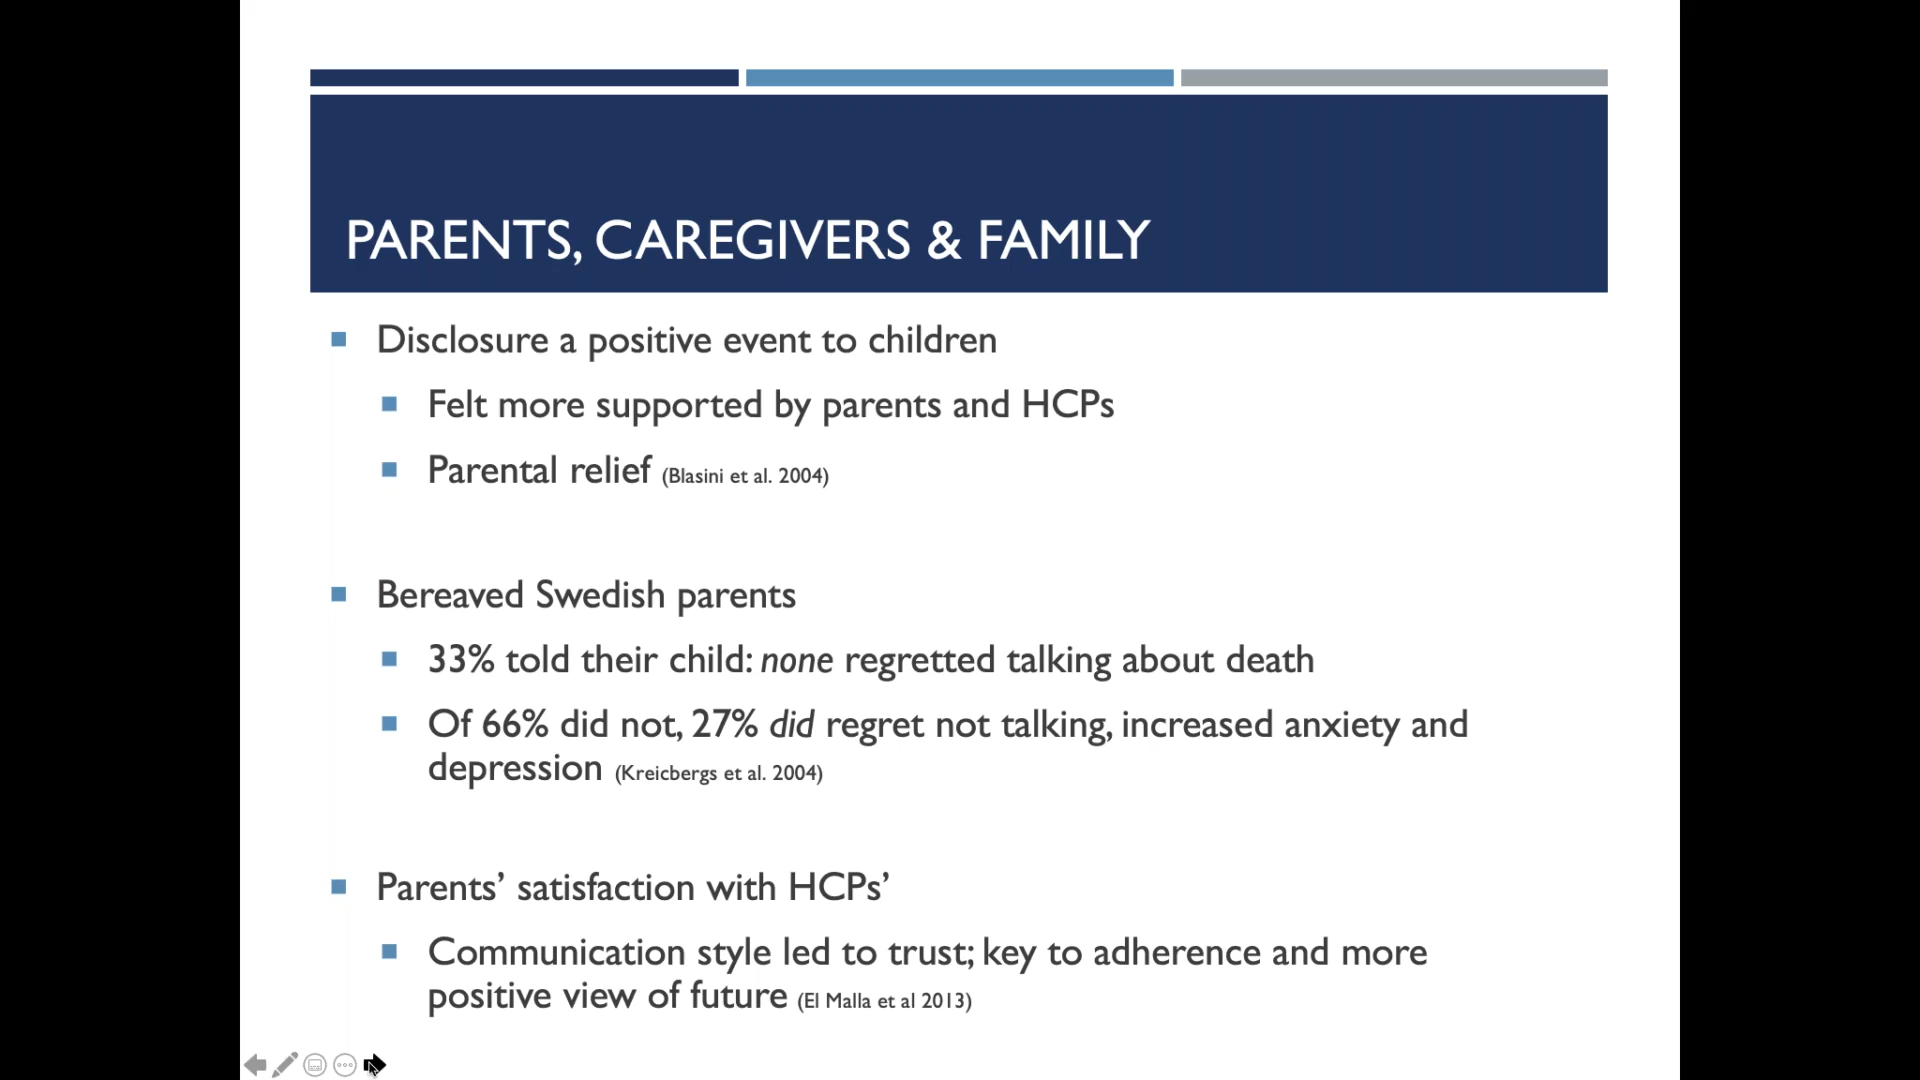 PARENTS, CAREGIVERS & FAMILY
Disclosure a positive event to children
Felt more supported by parents and HCPs
Parental relief (Blasini et al. 2004)
Bereaved Swedish parents
33% told their child: none regretted talking about death
Of 66% did not, 27% did regret not talking, increased anxiety and
depression (Kreicbergs et al. 2004)
Parents’ satisfaction with HCPs’
Communication style led to trust; key to adherence and more
positive view of future (El Malla et al 2013)